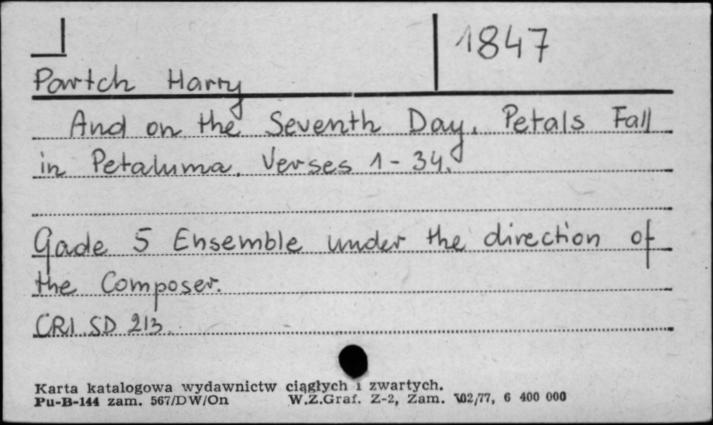 1847
Partch Harry
And on the Seventh Day, Petals Fall
in Petaluma. Verses 1-34.
Gade 5 Ensemble under the direction of
the Composer.
CRI SD 213.
Karta katalogowa wydawnictw ciągłych i zwartych.
Pu-B-144 zam. 567/DW/On W.Z.Graf. Z-2, Zam. 102/77, 6 400 000